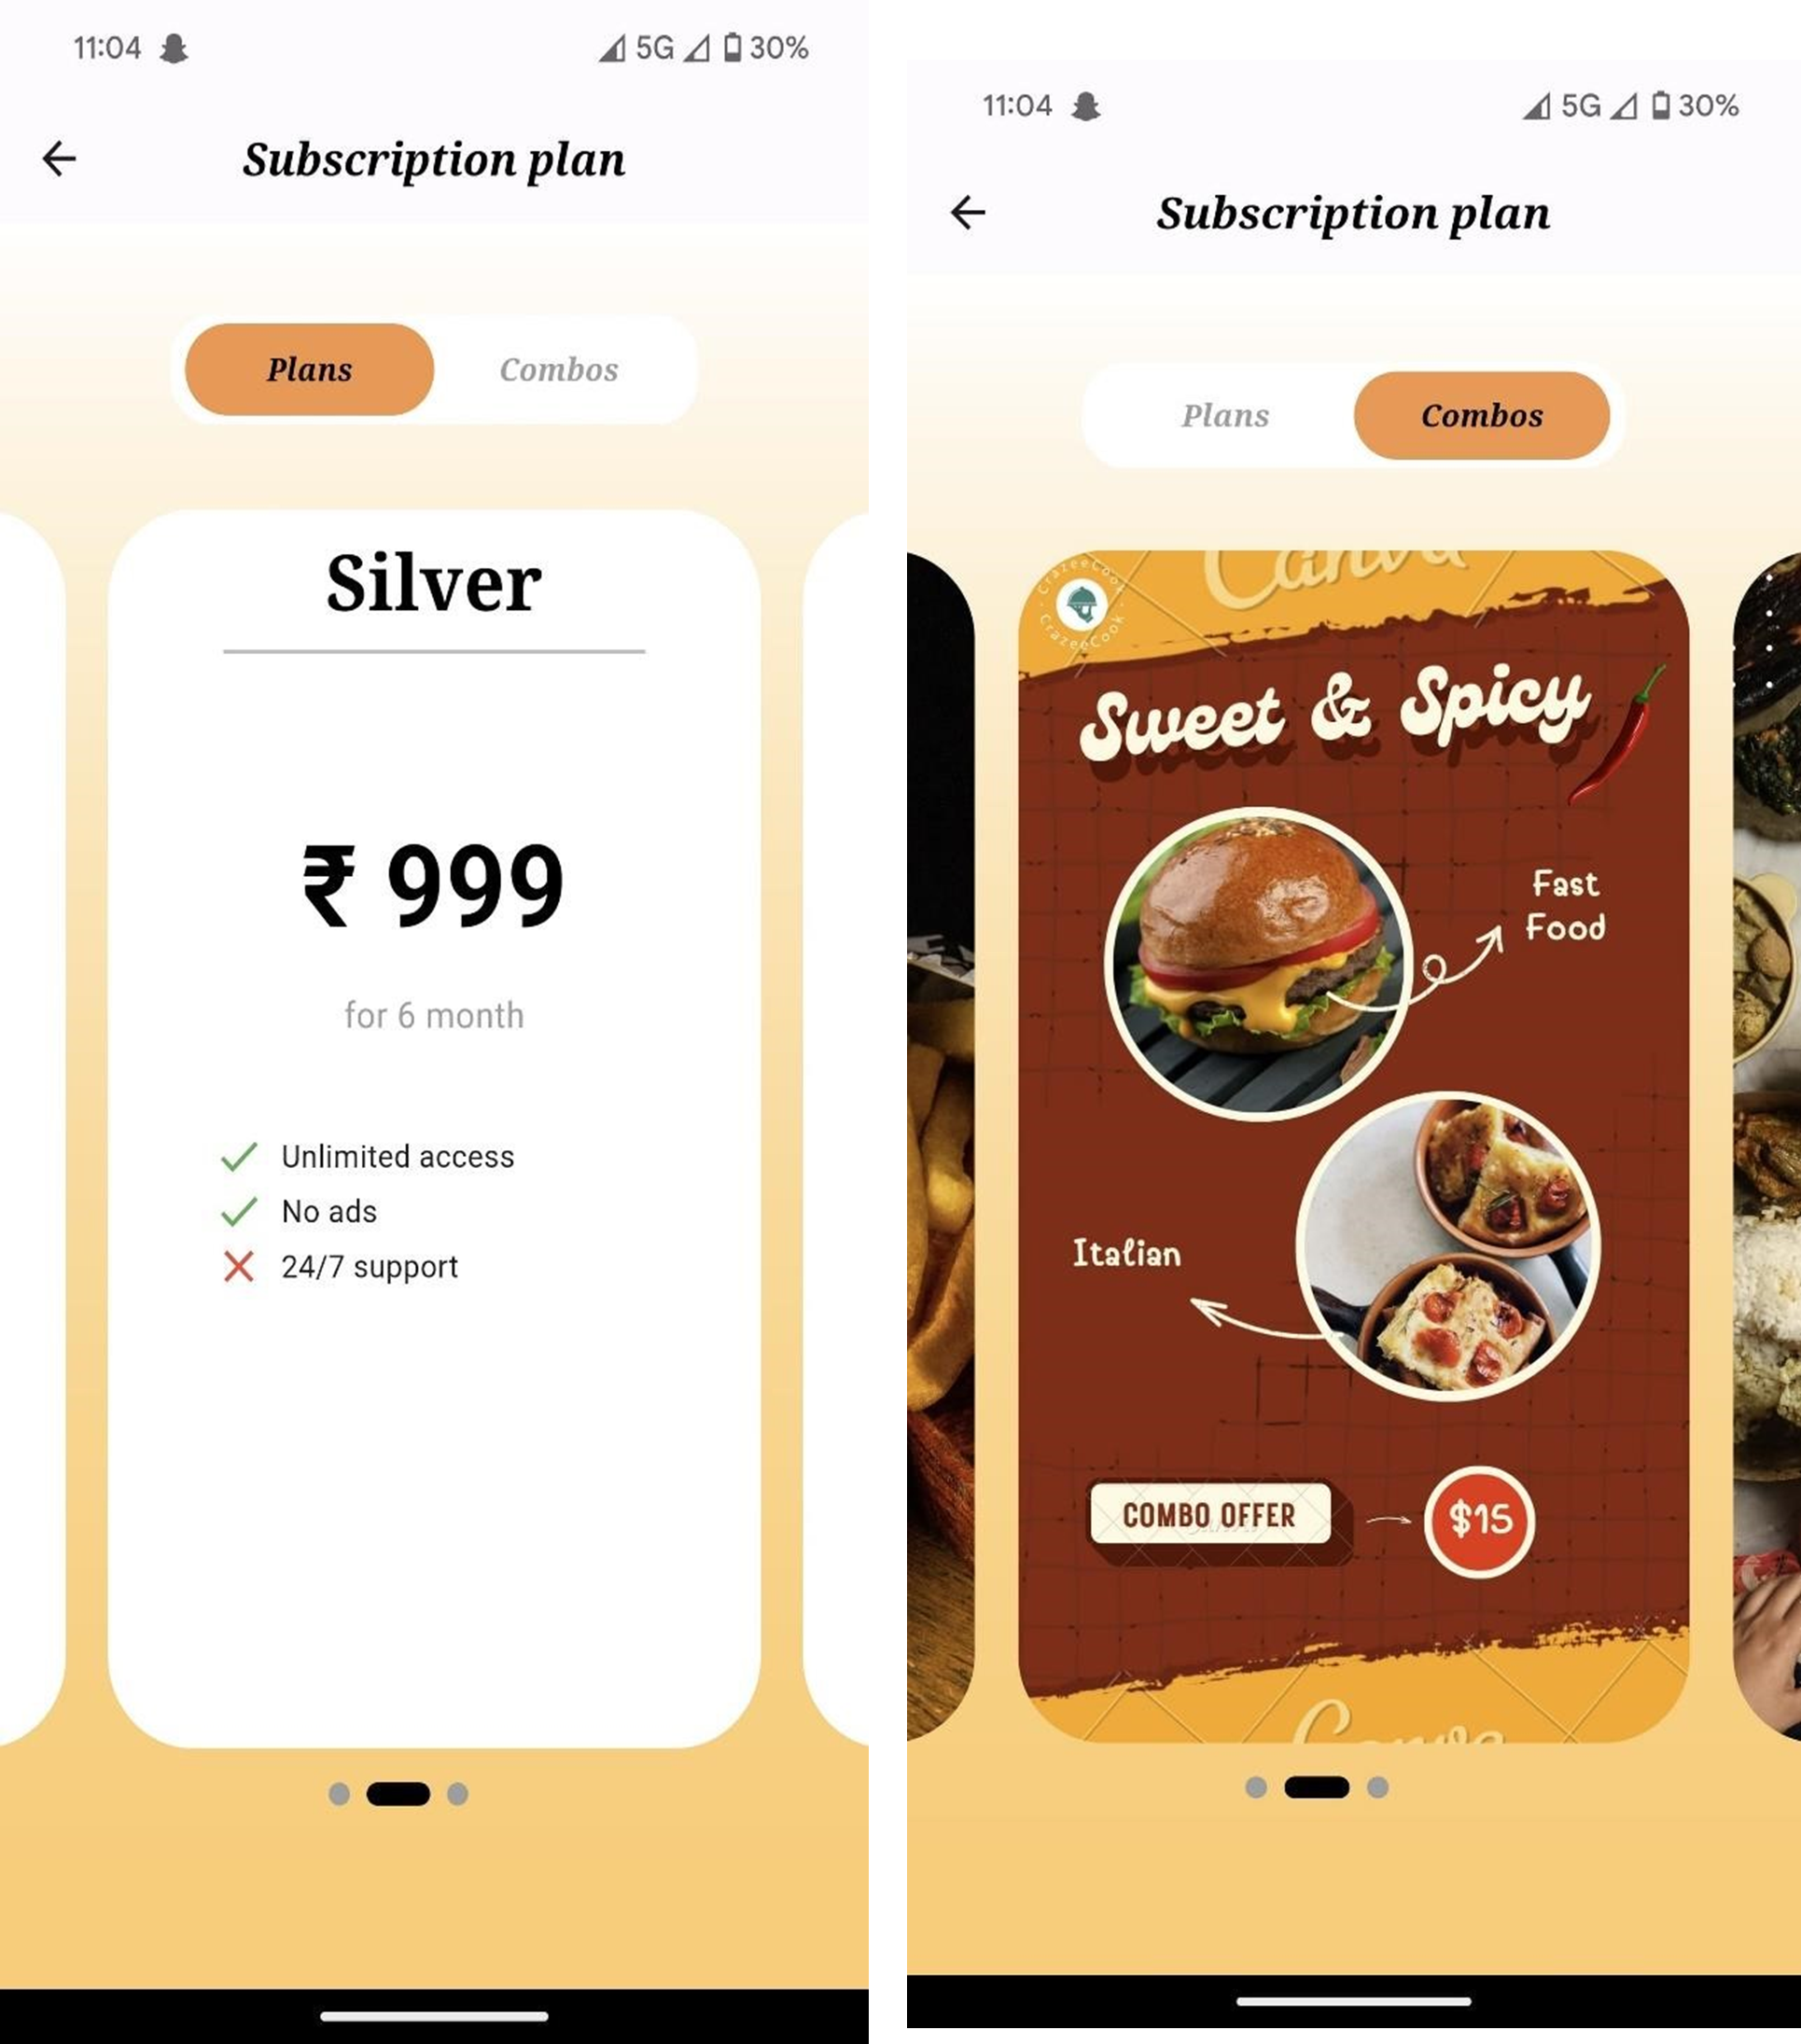 11:04 5G 30%
Subscription plan
Plans Combos
Silver
₹ 999
for 6 month
Unlimited access
No ads
24/7 support
11:04 5G 30%
Subscription plan
Plans Combos
Canva
CrazeeCook
CrazeeCook
Sweet & Spicy
Fast
Food
Italian
COMBO OFFER $15
Canva